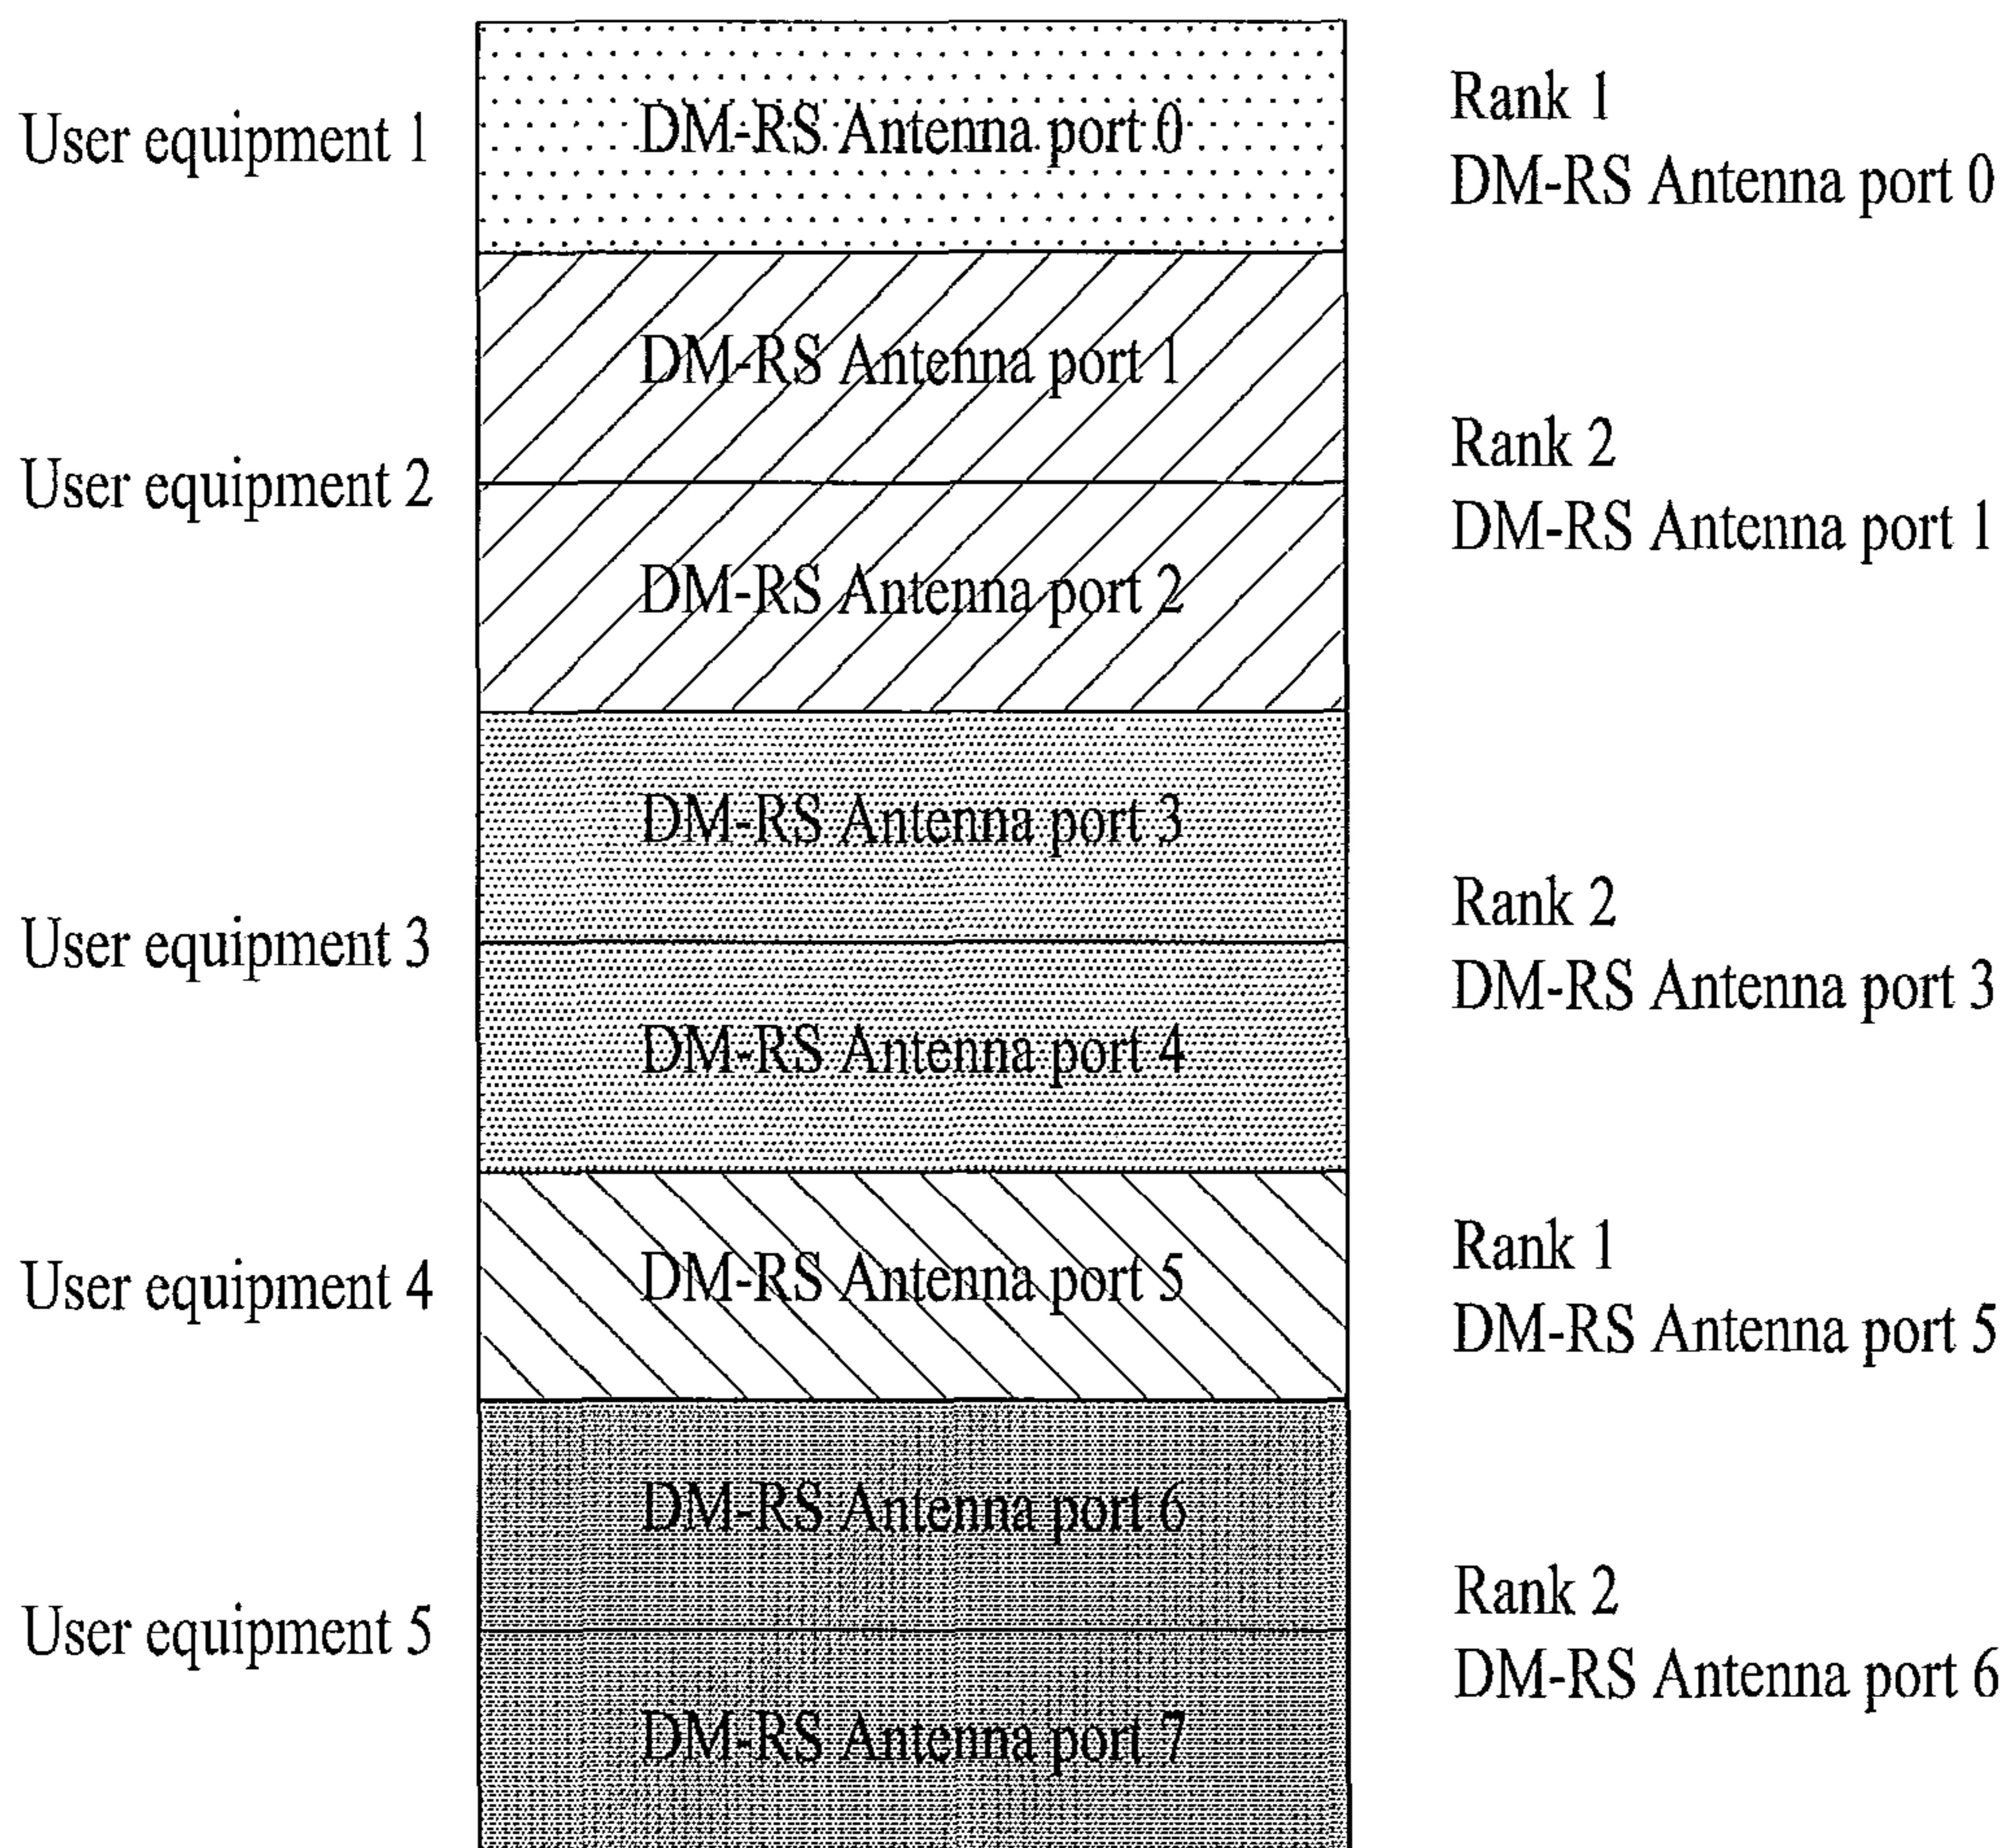 User equipment 1
DM-RS Antenna port 0
Rank 1
DM-RS Antenna port 0
DM-RS Antenna port 1
User equipment 2
DM-RS Antenna port 2
Rank 2
DM-RS Antenna port 1
DM-RS Antenna port 3
User equipment 3
DM-RS Antenna port 4
Rank 2
DM-RS Antenna port 3
User equipment 4
DM-RS Antenna port 5
Rank 1
DM-RS Antenna port 5
DM-RS Antenna port 6
User equipment 5
DM-RS Antenna port 7
Rank 2
DM-RS Antenna port 6